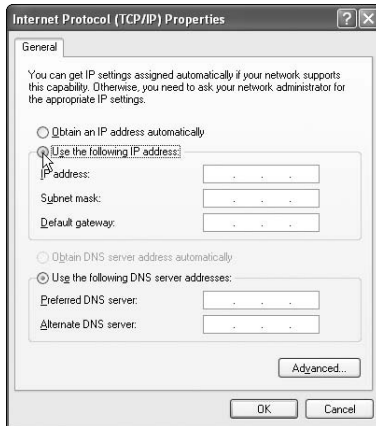 Internet Protocol (TCP/IP) Properties
General
You can get IP settings assigned automatically if your network supports
this capability. Otherwise, you need to ask your network administrator for
the appropriate IP settings.
Obtain an IP address automatically
Use the following IP address:
IP address:
Subnet mask:
Default gateway:
Obtain DNS server address automatically
Use the following DNS server addresses:
Preferred DNS server:
Alternate DNS server:
Advanced...
OK Cancel